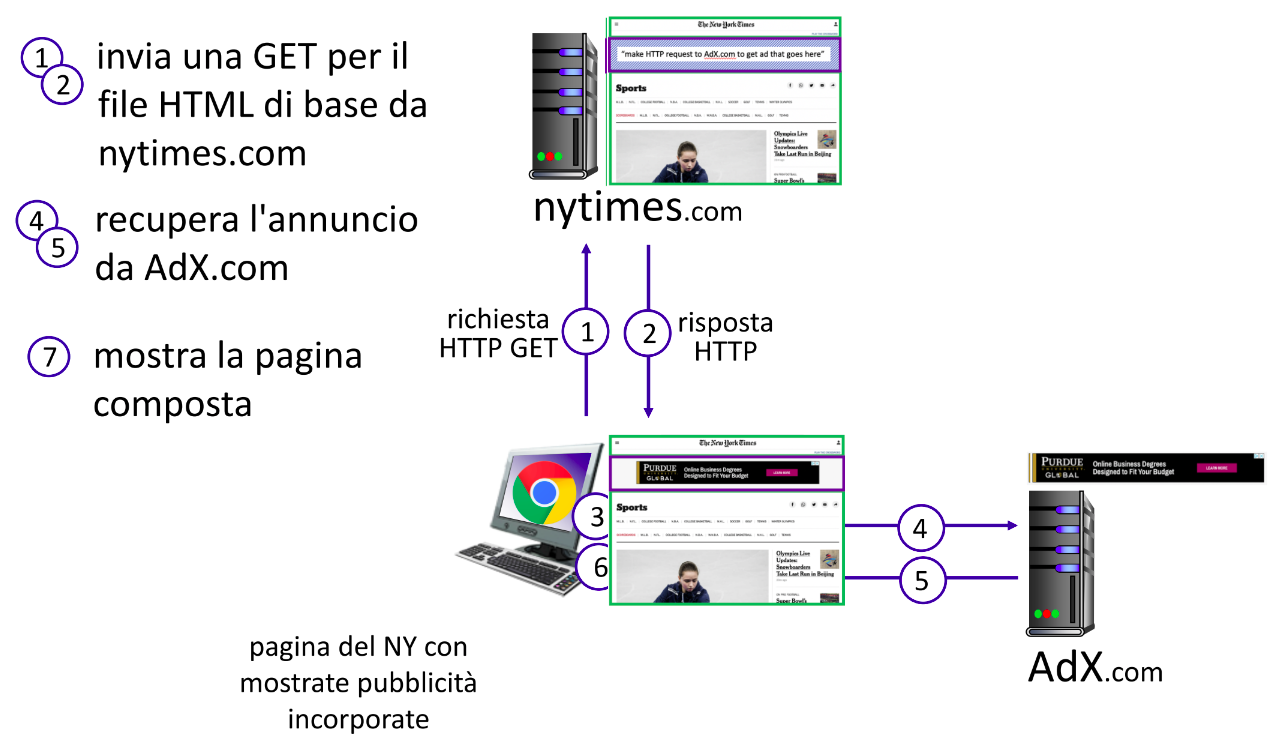 1
2
invia una GET per il
file HTML di base da
nytimes.com
4
5
recupera l'annuncio
da AdX.com
7
mostra la pagina
composta
The New York Times
"make HTTP request to AdX.com to get ad that goes here"
Sports
Olympics Live
Updates:
Snowboarders
Take Last Run in Beijing
Super Bowl's
nytimes.com
richiesta
HTTP GET
1
2
risposta
HTTP
The New York Times
PURDUE
GLOBAL
Online Business Degrees
Designed to Fit Your Budget
LEARN MORE
Sports
Olympics Live
Updates:
Snowboarders
Take Last Run in Beijing
Super Bowl's
3
6
4
5
PURDUE
UNIVERSITY
GLOBAL
Online Business Degrees
Designed to Fit Your Budget
LEARN MORE
AdX.com
pagina del NY con
mostrate pubblicità
incorporate